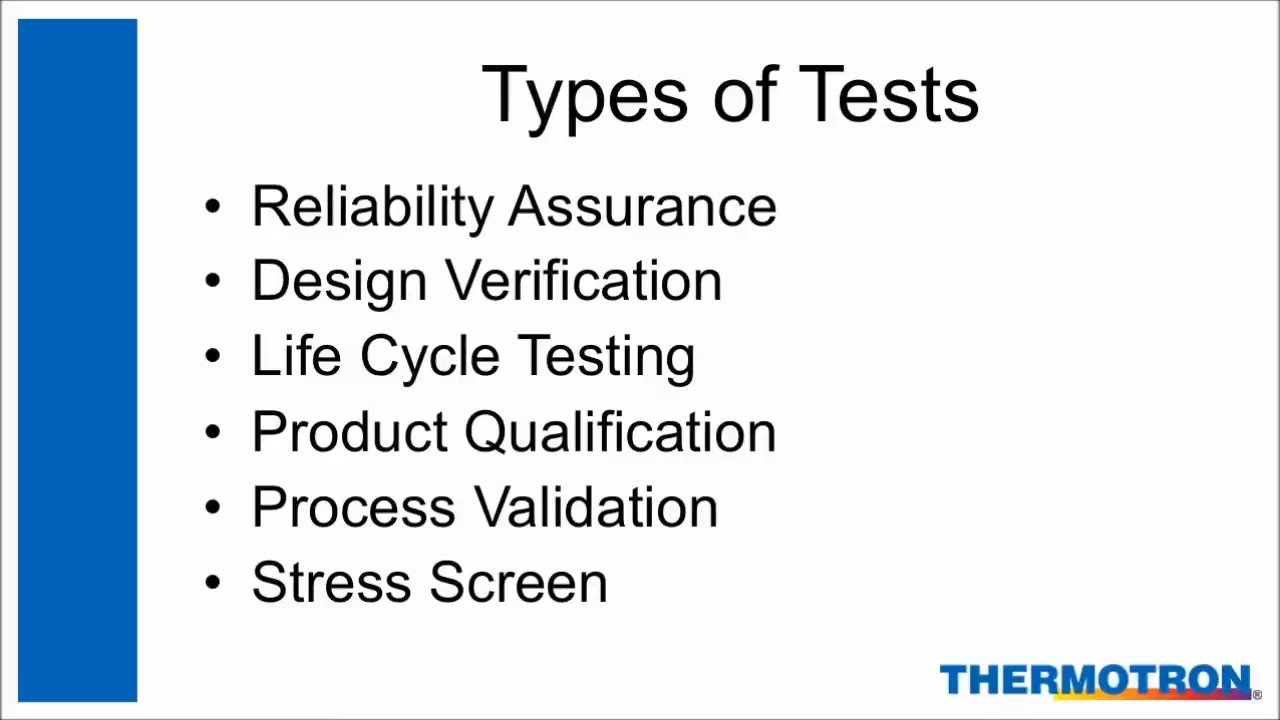 Types of Tests
• Reliability Assurance
• Design Verification
• Life Cycle Testing
• Product Qualification
• Process Validation
• Stress Screen
THERMOTRON®